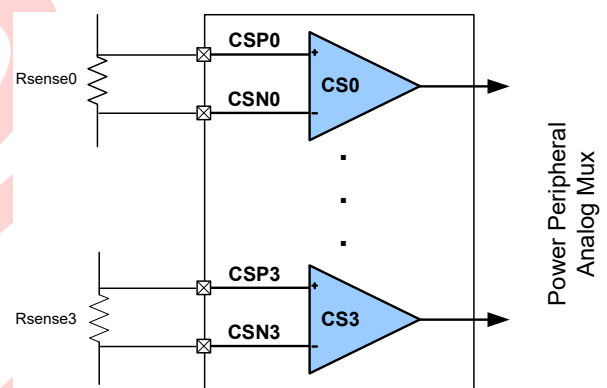 CSP0
+
Rsense0
CS0
CSN0
-
CSP3
+
Rsense3
CS3
CSN3
-
Power Peripheral
Analog Mux